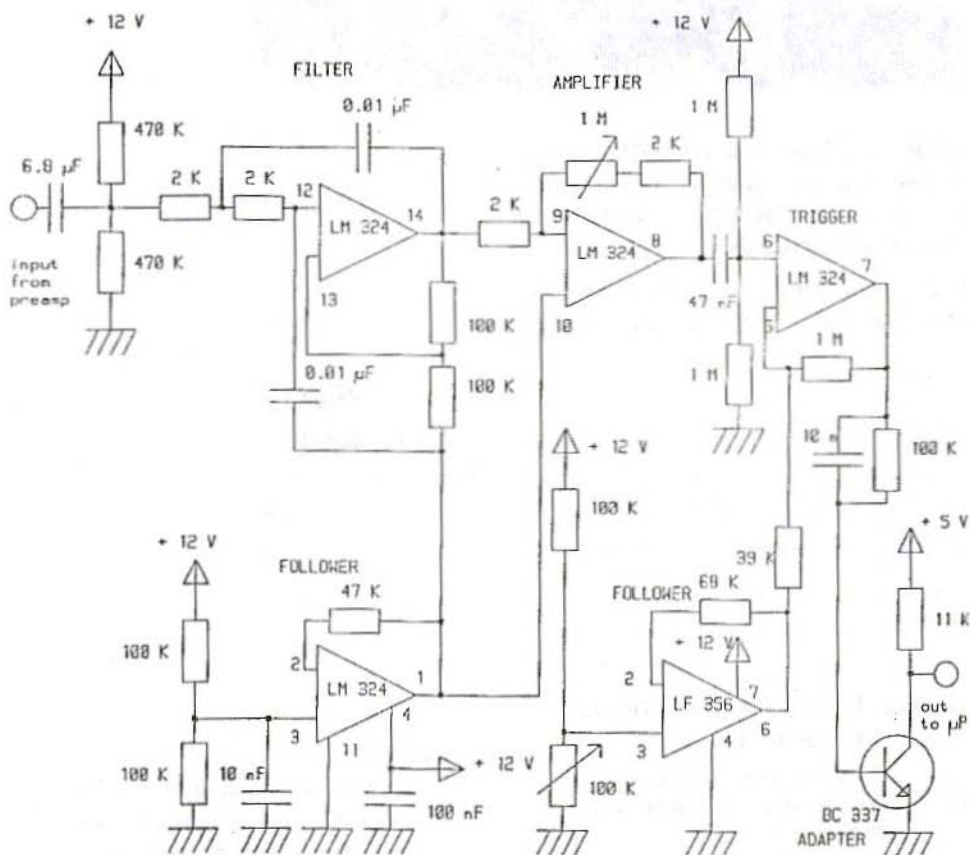 + 12 V
+ 12 V
FILTER
AMPLIFIER
0.01 µF
1 M
1 M
470 K
2 K
6.8 µF
2 K
2 K
12
14
2 K
9
8
TRIGGER
LM 324
LM 324
6
7
LM 324
input
from
preamp
470 K
13
10
47 nF
5
100 K
1 M
0.01 µF
100 K
1 M
10 n
100 K
+ 12 V
100 K
+ 5 V
+ 12 V
39 K
FOLLOWER
68 K
47 K
FOLLOWER
11 K
+ 12 V
100 K
2
1
LM 324
4
2
7
LF 356
6
out
to µP
3
11
3
4
100 K
10 nF
+ 12 V
100 K
100 nF
BC 337
ADAPTER